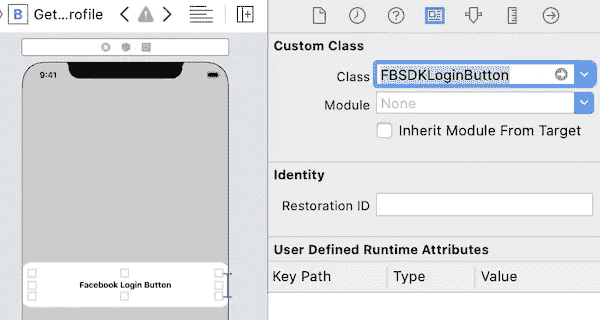 B Get...rofile
9:41
Facebook Login Button
Custom Class
Class FBSDKLoginButton
Module None
Inherit Module From Target
Identity
Restoration ID
User Defined Runtime Attributes
Key Path Type Value